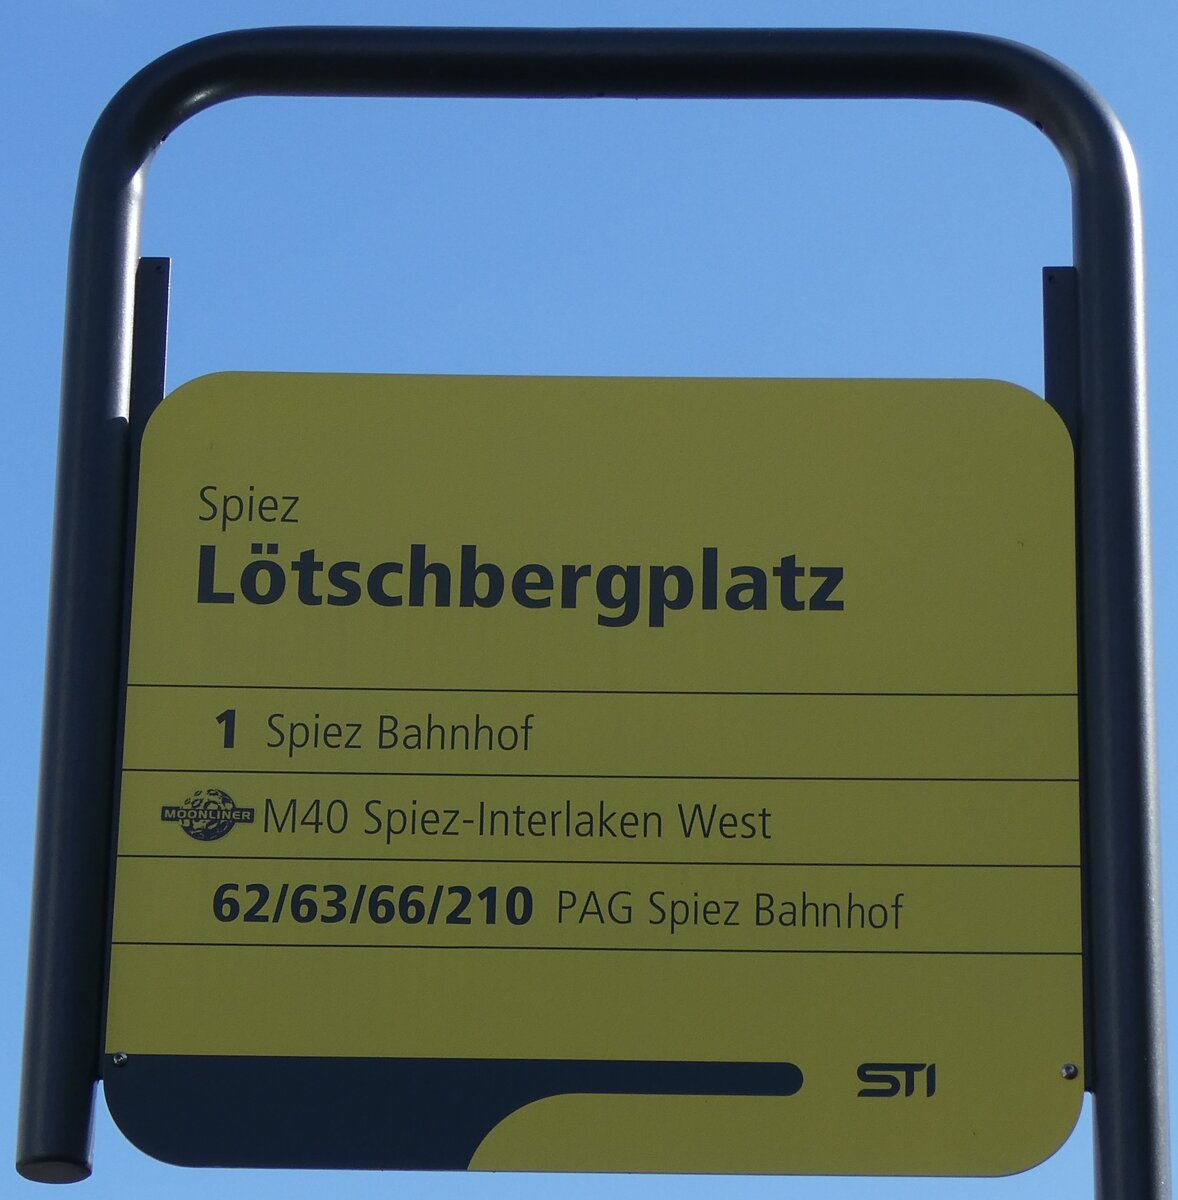 Spiez
Lötschbergplatz
1 Spiez Bahnhof
MOONLINER M40 Spiez-Interlaken West
62/63/66/210 PAG Spiez Bahnhof
STI